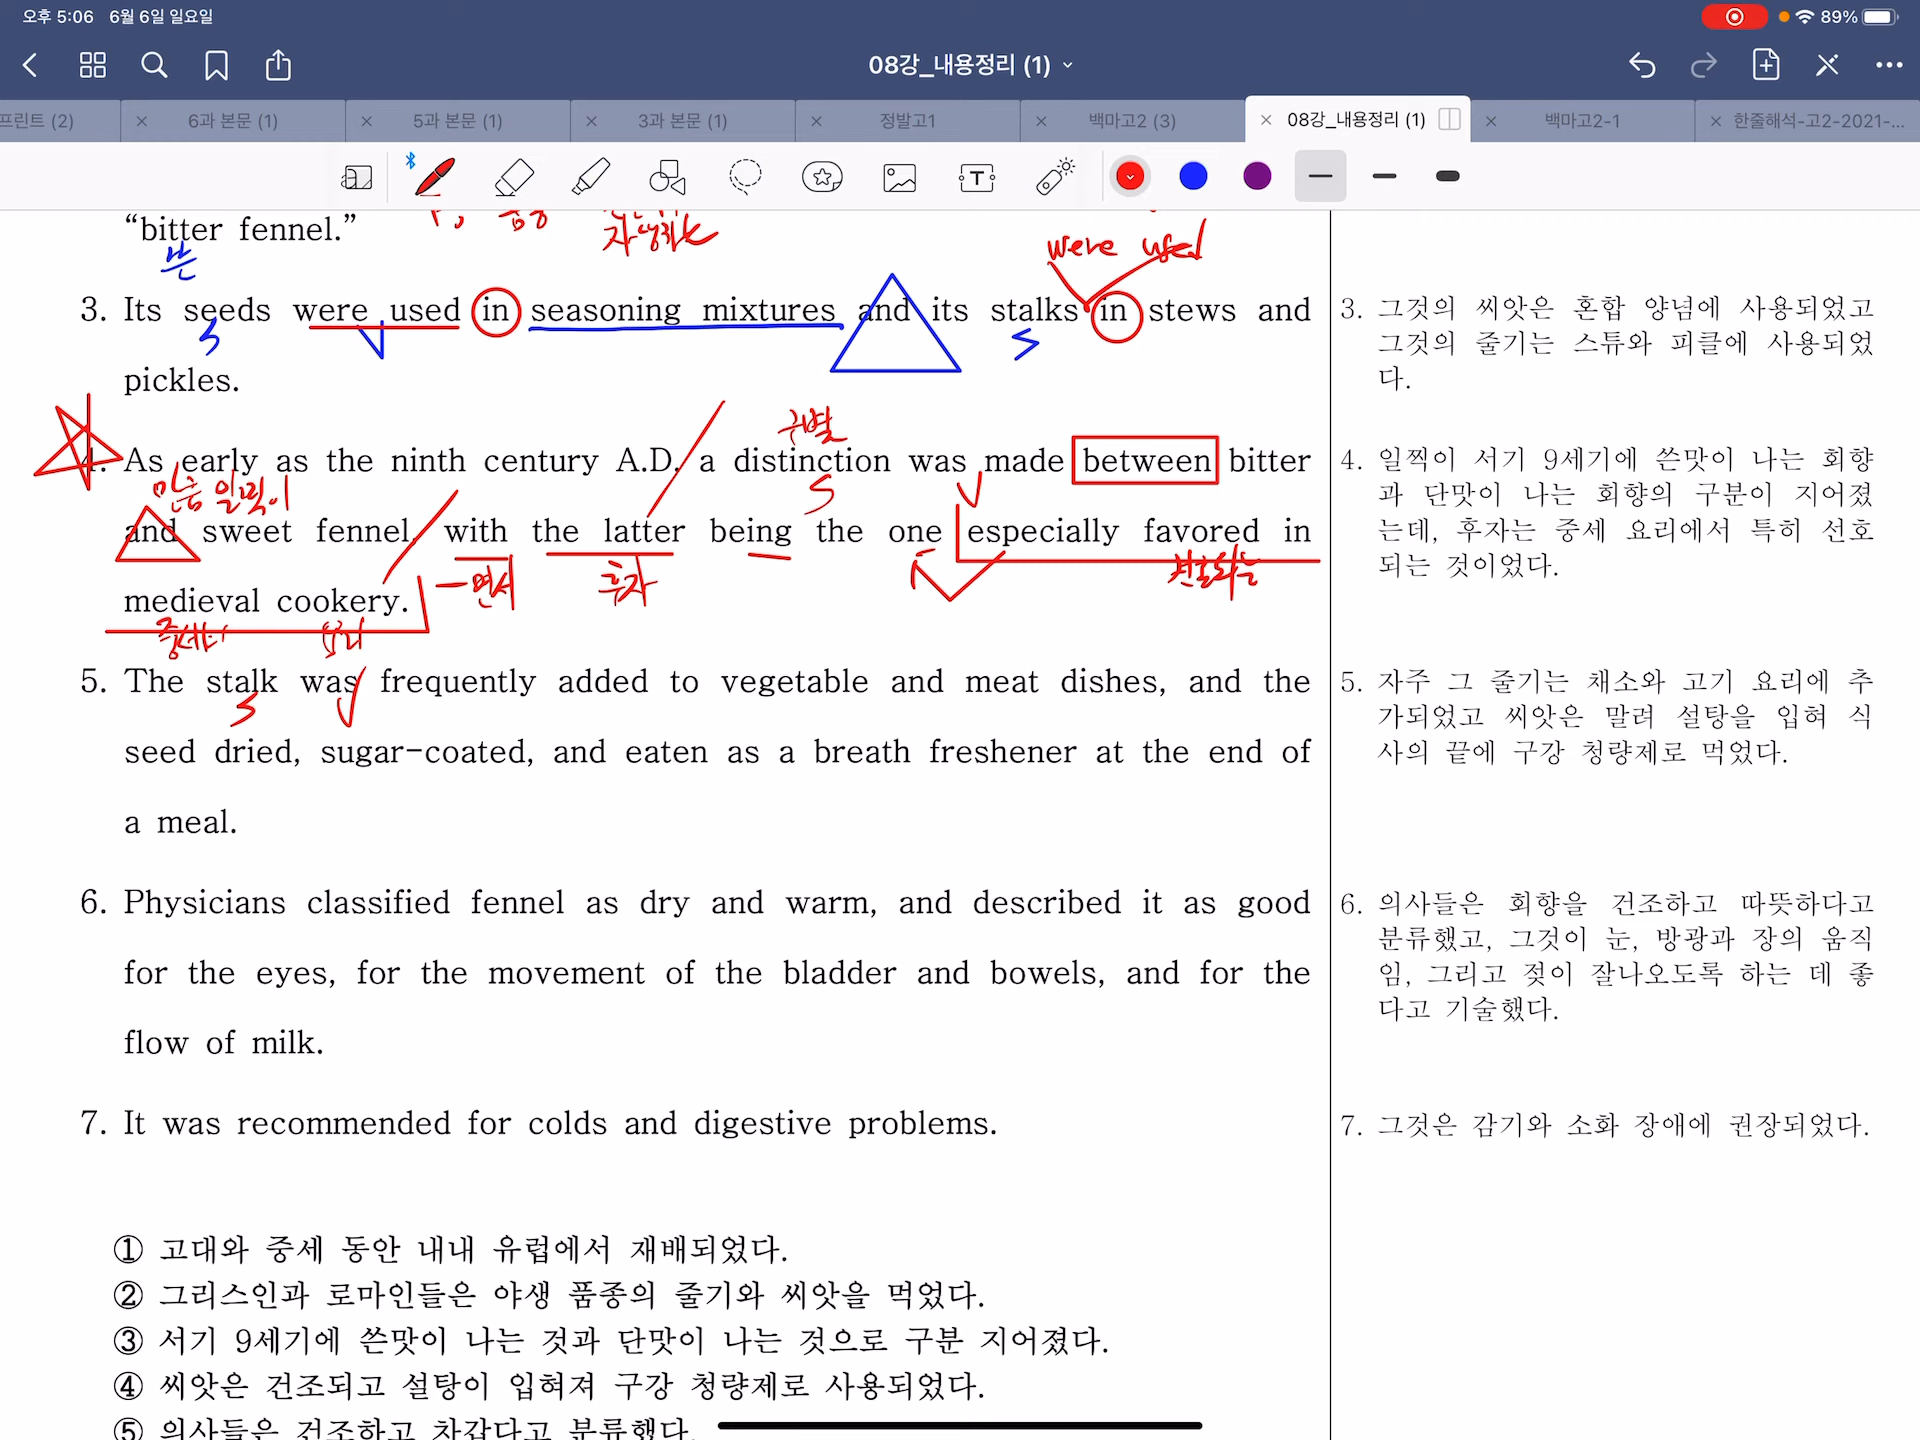 오후 5:06 6월 6일 일요일
89%
08강_내용정리 (1)
프린트 (2)
6과 본문 (1)
5과 본문 (1)
3과 본문 (1)
정발고1
백마고2 (3)
08강_내용정리 (1)
백마고2-1
한줄해석-고2-2021-...
“bitter fennel.”
were used
3. Its seeds were used in seasoning mixtures and its stalks in stews and
pickles.
구별
4. As early as the ninth century A.D. a distinction was made between bitter
만큼 일찍이
and sweet fennel, with the latter being the one especially favored in
—면서 후자 선호되는
medieval cookery.
요리
5. The stalk was frequently added to vegetable and meat dishes, and the
seed dried, sugar-coated, and eaten as a breath freshener at the end of
a meal.
6. Physicians classified fennel as dry and warm, and described it as good
for the eyes, for the movement of the bladder and bowels, and for the
flow of milk.
7. It was recommended for colds and digestive problems.
① 고대와 중세 동안 내내 유럽에서 재배되었다.
② 그리스인과 로마인들은 야생 품종의 줄기와 씨앗을 먹었다.
③ 서기 9세기에 쓴맛이 나는 것과 단맛이 나는 것으로 구분 지어졌다.
④ 씨앗은 건조되고 설탕이 입혀져 구강 청량제로 사용되었다.
⑤ 의사들은 건조하고 차갑다고 분류했다.
3. 그것의 씨앗은 혼합 양념에 사용되었고
그것의 줄기는 스튜와 피클에 사용되었
다.
4. 일찍이 서기 9세기에 쓴맛이 나는 회향
과 단맛이 나는 회향의 구분이 지어졌
는데, 후자는 중세 요리에서 특히 선호
되는 것이었다.
5. 자주 그 줄기는 채소와 고기 요리에 추
가되었고 씨앗은 말려 설탕을 입혀 식
사의 끝에 구강 청량제로 먹었다.
6. 의사들은 회향을 건조하고 따뜻하다고
분류했고, 그것이 눈, 방광과 장의 움직
임, 그리고 젖이 잘나오도록 하는 데 좋
다고 기술했다.
7. 그것은 감기와 소화 장애에 권장되었다.